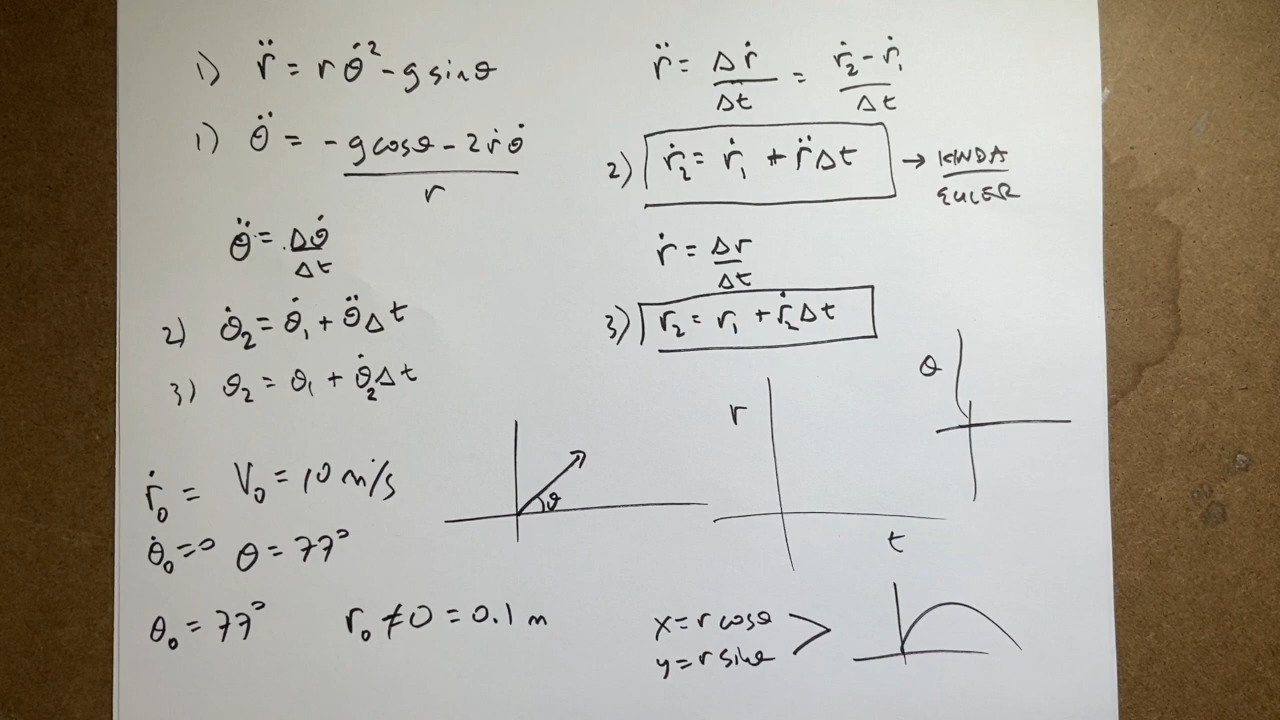 1) r̈ = rθ̇² - g sinθ
1) θ̈ = (-g cosθ - 2ṙθ̇)/r
θ̈ = Δθ̇/Δt
2) θ̇₂ = θ̇₁ + θ̈Δt
3) θ₂ = θ₁ + θ̇₂Δt
ṙ₀ = V₀ = 10 m/s
θ̇₀ = 0 θ = 77°
θ₀ = 77° r₀ ≠ 0 = 0.1 m
r̈ = Δṙ/Δt = (ṙ₂ - ṙ₁)/Δt
2) ṙ₂ = ṙ₁ + r̈Δt → KINDA
EULER
ṙ = Δr/Δt
3) r₂ = r₁ + ṙ₂Δt
θ
r
θ
t
x = r cosθ
y = r sinθ